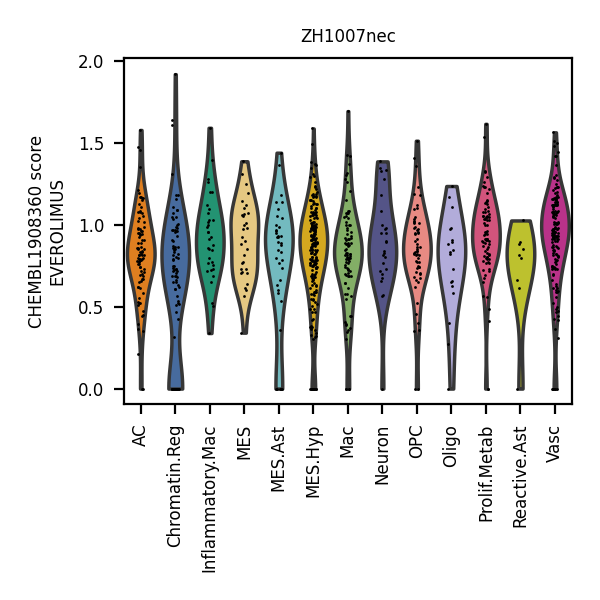 ZH1007nec
CHEMBL1908360 score
EVEROLIMUS
2.0
1.5
1.0
0.5
0.0
AC
Chromatin.Reg
Inflammatory.Mac
MES
MES.Ast
MES.Hyp
Mac
Neuron
OPC
Oligo
Prolif.Metab
Reactive.Ast
Vasc